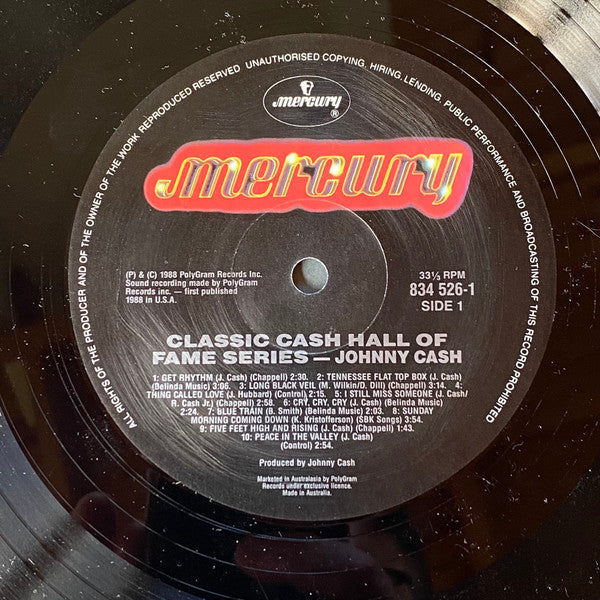 ALL RIGHTS OF THE PRODUCER AND OF THE OWNER OF THE WORK REPRODUCED RESERVED UNAUTHORISED COPYING, HIRING, LENDING, PUBLIC PERFORMANCE AND BROADCASTING OF THIS RECORD PROHIBITED
mercury
®
mercury
(P) & (C) 1988 PolyGram Records Inc.
Sound recording made by PolyGram
Records inc. — first published
1988 in U.S.A.
33⅓ RPM
834 526-1
SIDE 1
CLASSIC CASH HALL OF
FAME SERIES — JOHNNY CASH
1: GET RHYTHM (J. Cash) (Chappell) 2:30. 2: TENNESSEE FLAT TOP BOX (J. Cash)
(Belinda Music) 3:06. 3: LONG BLACK VEIL (M. Wilkin/D. Dill) (Chappell) 3:14. 4:
THING CALLED LOVE (J. Hubbard) (Control) 2:15. 5: I STILL MISS SOMEONE (J. Cash/
R. Cash Jr.) (Chappell) 2:58. 6: CRY, CRY, CRY (J. Cash) (Belinda Music)
2:24. 7: BLUE TRAIN (B. Smith) (Belinda Music) 2:03. 8: SUNDAY
MORNING COMING DOWN (K. Kristofferson) (SBK Songs) 3:54.
9: FIVE FEET HIGH AND RISING (J. Cash) (Chappell) 1:43.
10: PEACE IN THE VALLEY (J. Cash)
(Control) 2:54.
Produced by Johnny Cash
Marketed in Australasia by PolyGram
Records under exclusive licence.
Made in Australia.